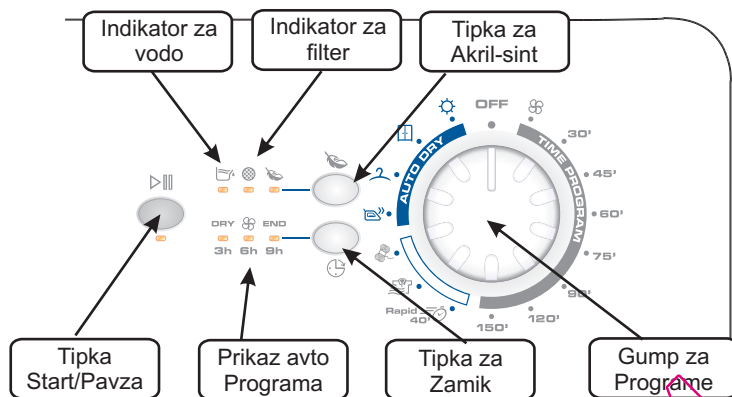 Indikator za
vodo
Indikator za
filter
Tipka za
Akril-sint
OFF
30'
45'
60'
75'
90'
120'
150'
AUTO DRY
TIME PROGRAM
Rapid
40'
DRY
END
3h 6h 9h
Tipka
Start/Pavza
Prikaz avto
Programa
Tipka za
Zamik
Gump za
Programe